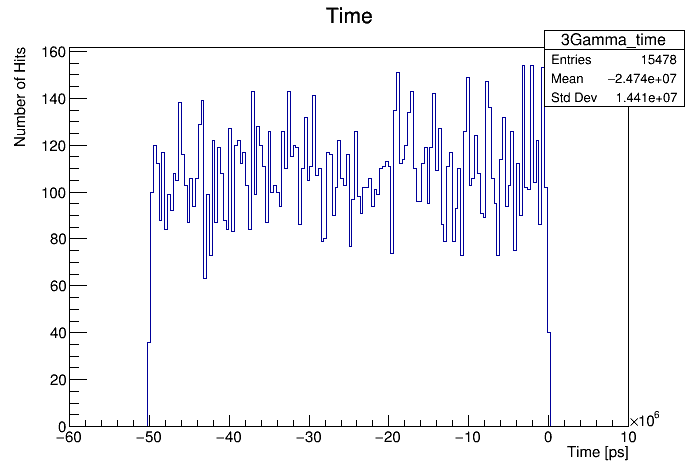 Time
3Gamma_time
Entries 15478
Mean −2.474e+07
Std Dev 1.441e+07
Number of Hits
160
140
120
100
80
60
40
20
0
−60 −50 −40 −30 −20 −10 0 10
×10⁶
Time [ps]